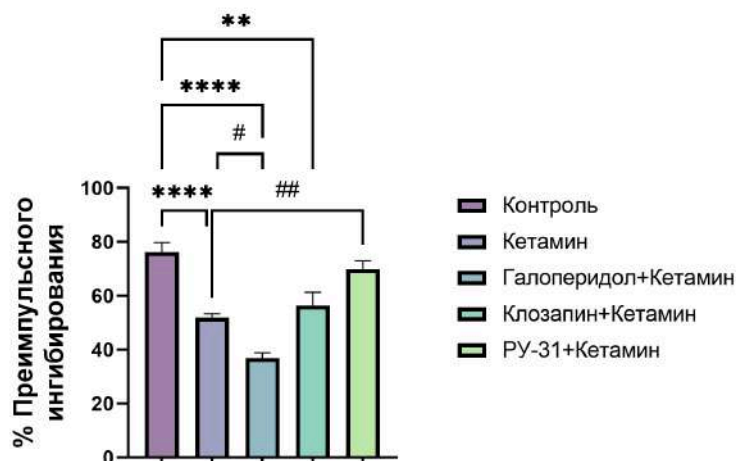 **
****
#
****
##
% Преимпульсного
ингибирования
100
80
60
40
20
0
Контроль
Кетамин
Галоперидол+Кетамин
Клозапин+Кетамин
РУ-31+Кетамин